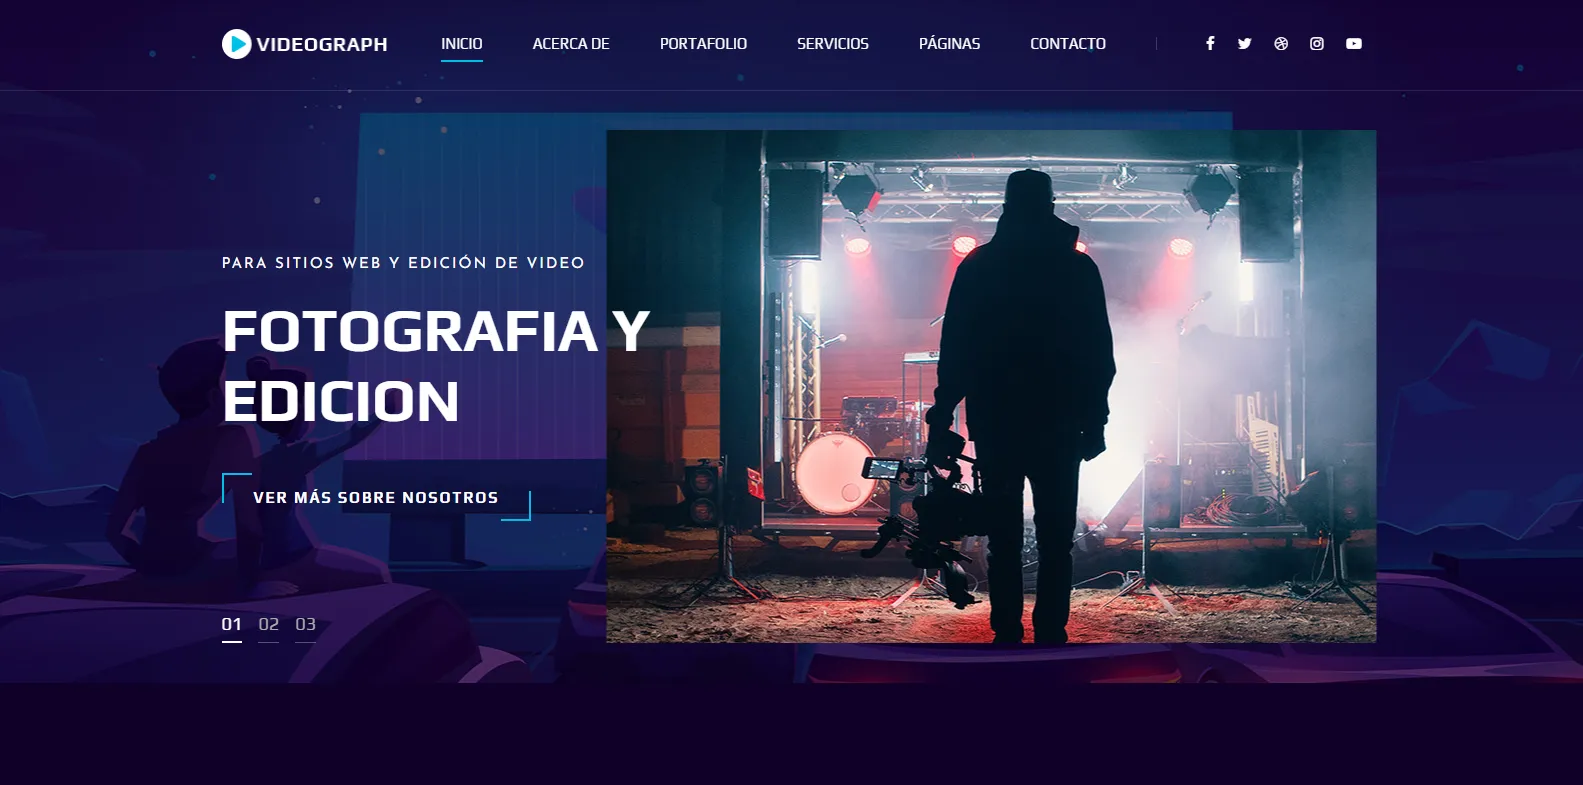 VIDEOGRAPH INICIO ACERCA DE PORTAFOLIO SERVICIOS PÁGINAS CONTACTO
PARA SITIOS WEB Y EDICIÓN DE VIDEO
FOTOGRAFIA Y
EDICION
VER MÁS SOBRE NOSOTROS
01 02 03